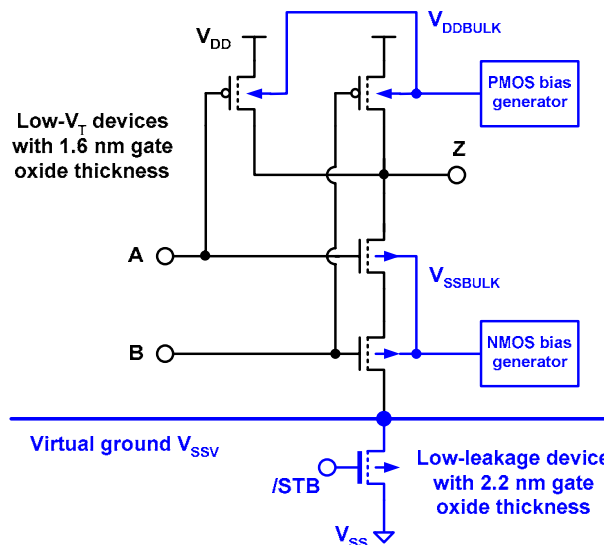 VDDBULK
VDD
PMOS bias
generator
Low-VT devices
with 1.6 nm gate
oxide thickness
Z
A
VSSBULK
B
NMOS bias
generator
Virtual ground VSSV
Low-leakage device
with 2.2 nm gate
oxide thickness
/STB
VSS